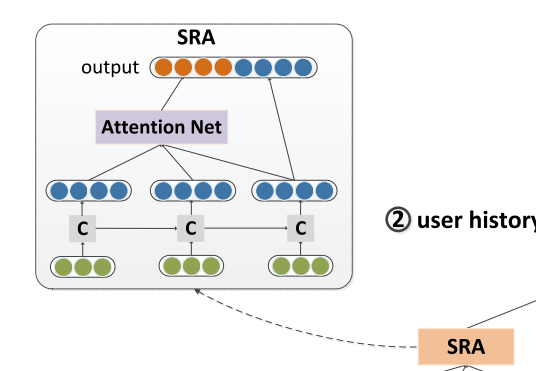 SRA
output
Attention Net
C C C
② user history
SRA